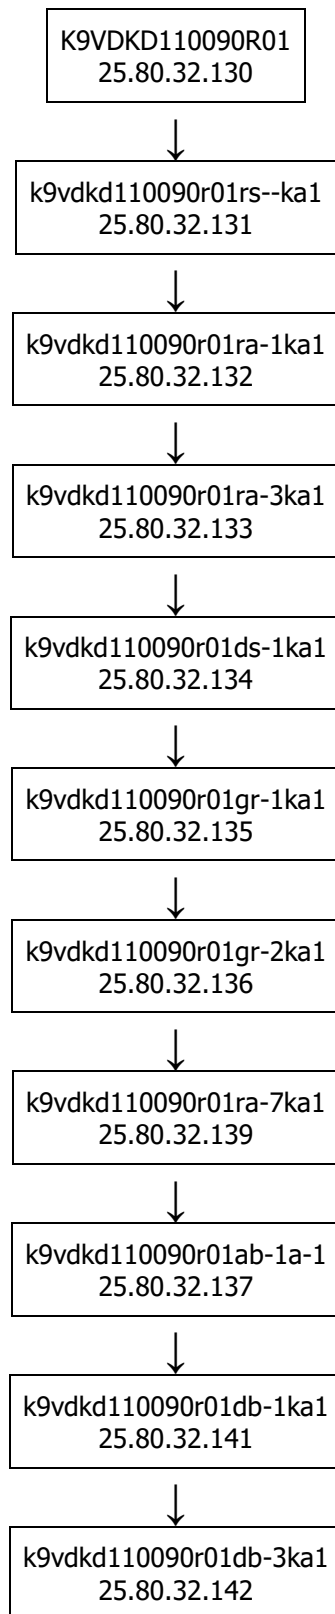 K9VDKD110090R01
25.80.32.130
k9vdkd110090r01rs--ka1
25.80.32.131
k9vdkd110090r01ra-1ka1
25.80.32.132
k9vdkd110090r01ra-3ka1
25.80.32.133
k9vdkd110090r01ds-1ka1
25.80.32.134
k9vdkd110090r01gr-1ka1
25.80.32.135
k9vdkd110090r01gr-2ka1
25.80.32.136
k9vdkd110090r01ra-7ka1
25.80.32.139
k9vdkd110090r01ab-1a-1
25.80.32.137
k9vdkd110090r01db-1ka1
25.80.32.141
k9vdkd110090r01db-3ka1
25.80.32.142